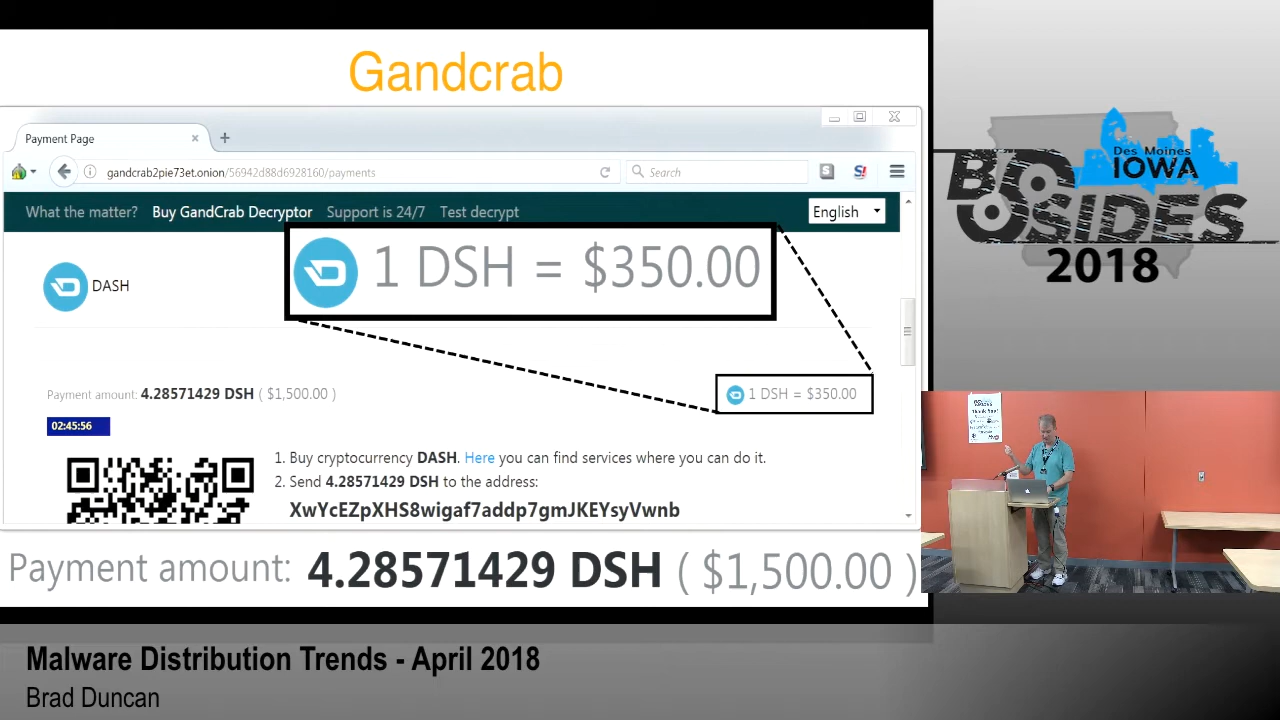 Gandcrab
Payment Page
gandcrab2pie73et.onion/56942d88d6928160/payments
Search
S
S!
What the matter? Buy GandCrab Decryptor Support is 24/7 Test decrypt
English
DASH
1 DSH = $350.00
Payment amount: 4.28571429 DSH ( $1,500.00 )
1 DSH = $350.00
02:45:56
1. Buy cryptocurrency DASH. Here you can find services where you can do it.
2. Send 4.28571429 DSH to the address:
XwYcEZpXHS8wigaf7addp7gmJKEYsyVwnb
Payment amount: 4.28571429 DSH ( $1,500.00 )
Des Moines
IOWA
BSIDES
2018
Malware Distribution Trends - April 2018
Brad Duncan